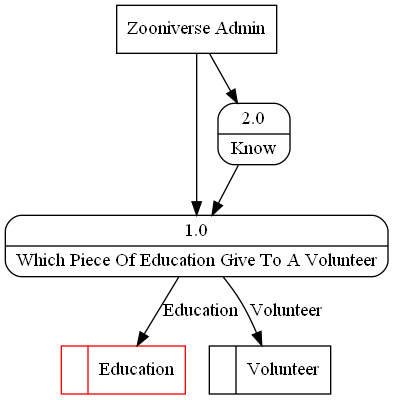 Zooniverse Admin
2.0
Know
1.0
Which Piece Of Education Give To A Volunteer
Education
Volunteer
Education
Volunteer